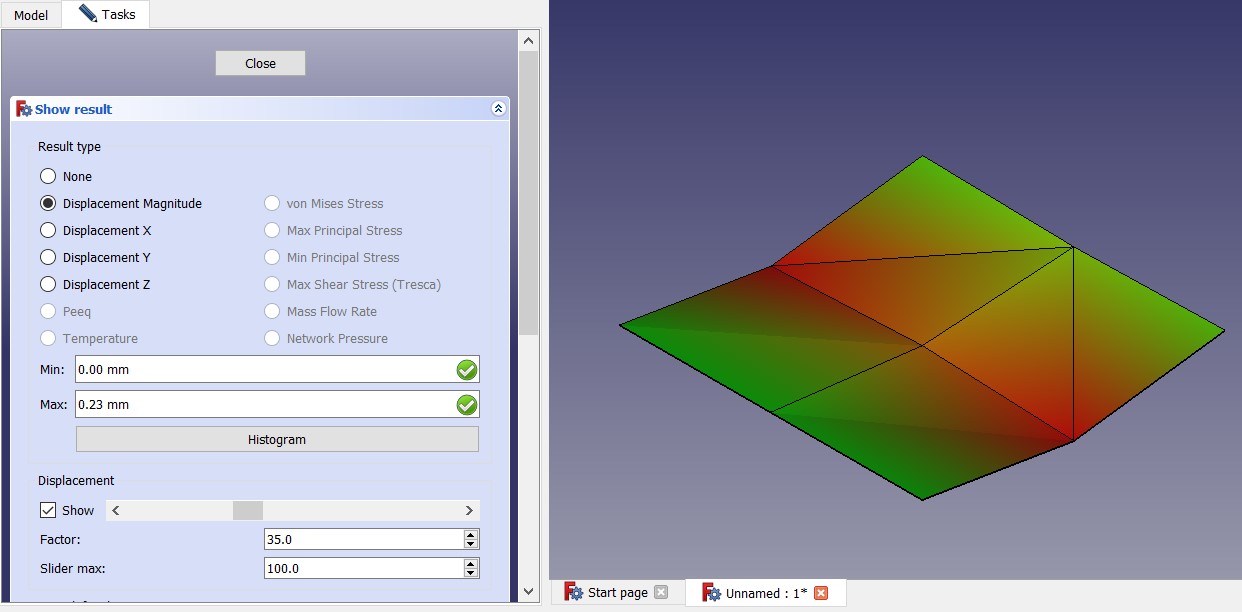 Model Tasks
Close
Show result
Result type
None
Displacement Magnitude von Mises Stress
Displacement X Max Principal Stress
Displacement Y Min Principal Stress
Displacement Z Max Shear Stress (Tresca)
Peeq Mass Flow Rate
Temperature Network Pressure
Min: 0.00 mm
Max: 0.23 mm
Histogram
Displacement
Show
Factor: 35.0
Slider max: 100.0
Start page Unnamed : 1*